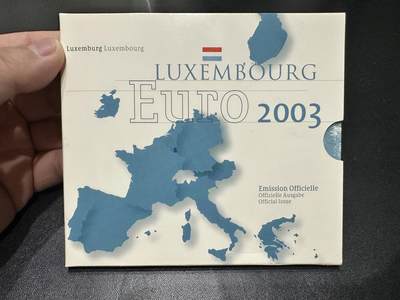 Luxemburg Luxembourg
LUXEMBOURG
Euro 2003
Emission Officielle
Offizielle Ausgabe
Official Issue